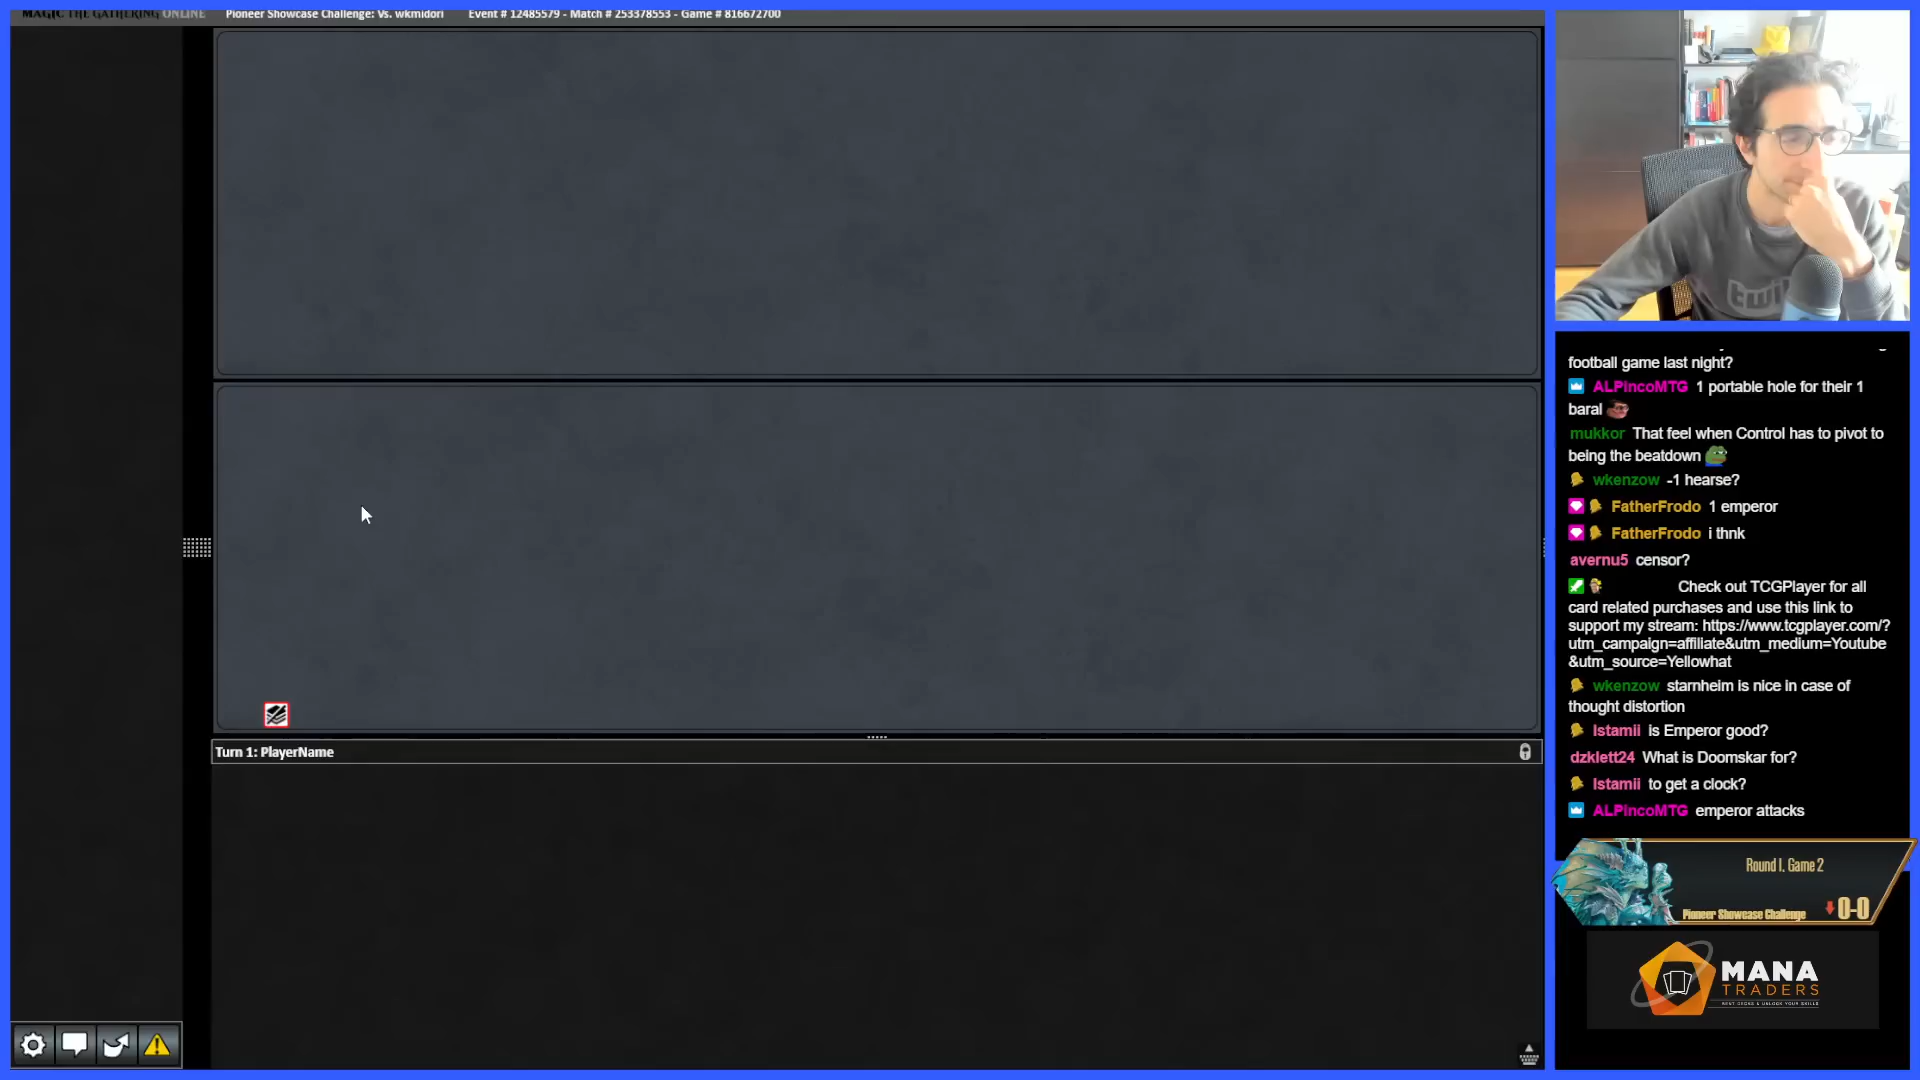 MAGIC THE GATHERING ONLINE Pioneer Showcase Challenge: Vs. wkmidori Event # 12485579 - Match # 253378553 - Game # 816672700
Turn 1: PlayerName
twi
football game last night?
ALPincoMTG 1 portable hole for their 1
baral
mukkor That feel when Control has to pivot to
being the beatdown
wkenzow -1 hearse?
FatherFrodo 1 emperor
FatherFrodo i thnk
avernu5 censor?
Check out TCGPlayer for all
card related purchases and use this link to
support my stream: https://www.tcgplayer.com/?
utm_campaign=affiliate&utm_medium=Youtube
&utm_source=Yellowhat
wkenzow starnheim is nice in case of
thought distortion
Istamii is Emperor good?
dzklett24 What is Doomskar for?
Istamii to get a clock?
ALPincoMTG emperor attacks
Round 1, Game 2
Pioneer Showcase Challenge 0-0
MANA
TRADERS